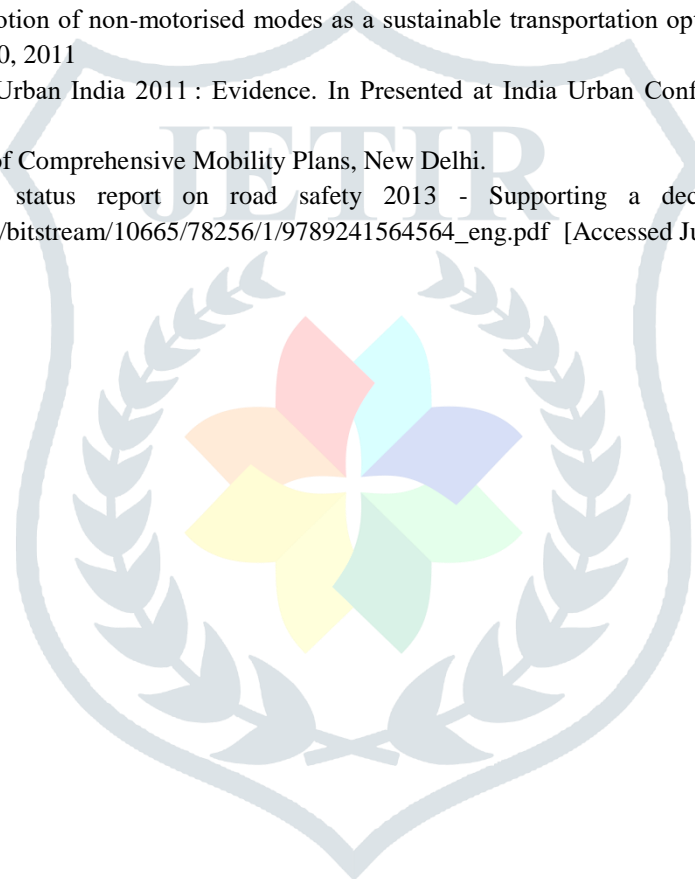 otion of non-motorised modes as a sustainable transportation op
0, 2011
Urban India 2011 : Evidence. In Presented at India Urban Conf
of Comprehensive Mobility Plans, New Delhi.
status report on road safety 2013 - Supporting a dec
/bitstream/10665/78256/1/9789241564564_eng.pdf [Accessed Ju
JETIR